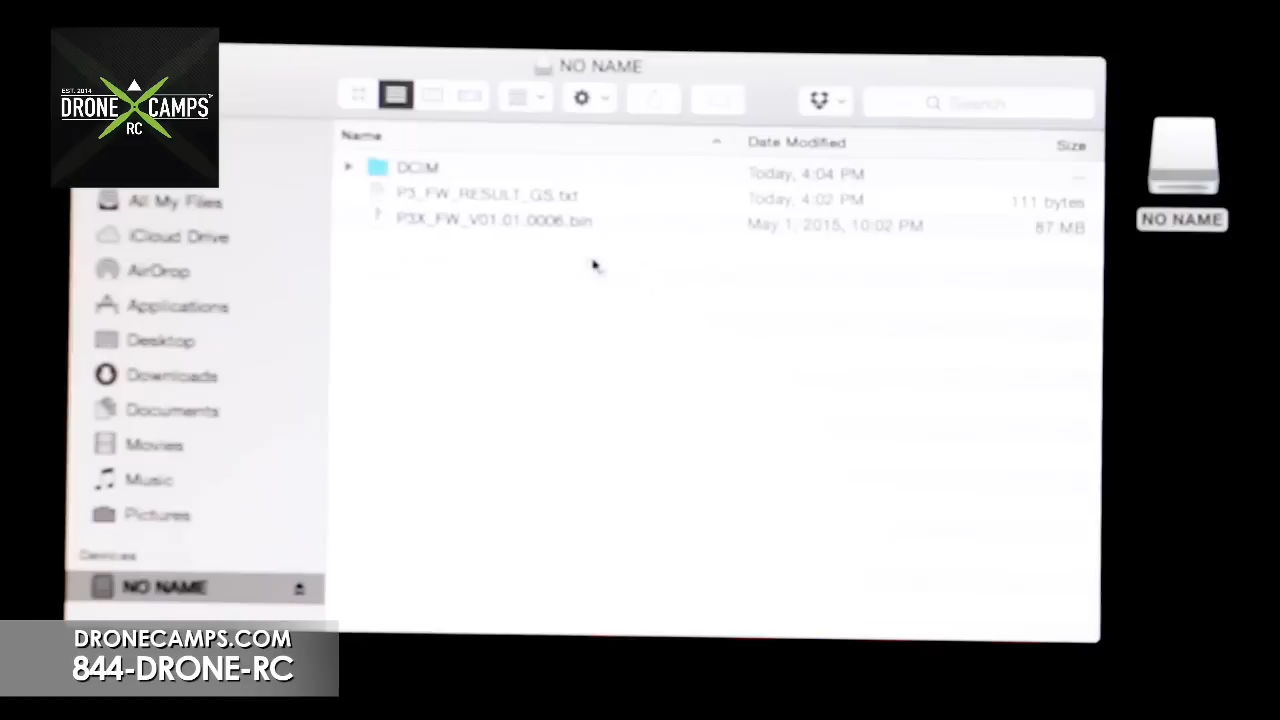 EST. 2014
DRONE CAMPS
RC
NO NAME
Search
Name
Date Modified
Size
DCIM
Today, 4:04 PM
--
P3_FW_RESULT_GS.txt
Today, 4:02 PM
111 bytes
P3X_FW_V01.01.0006.bin
May 1, 2015, 10:02 PM
87 MB
All My Files
iCloud Drive
AirDrop
Applications
Desktop
Downloads
Documents
Movies
Music
Pictures
Devices
NO NAME
NO NAME
DRONECAMPS.COM
844-DRONE-RC